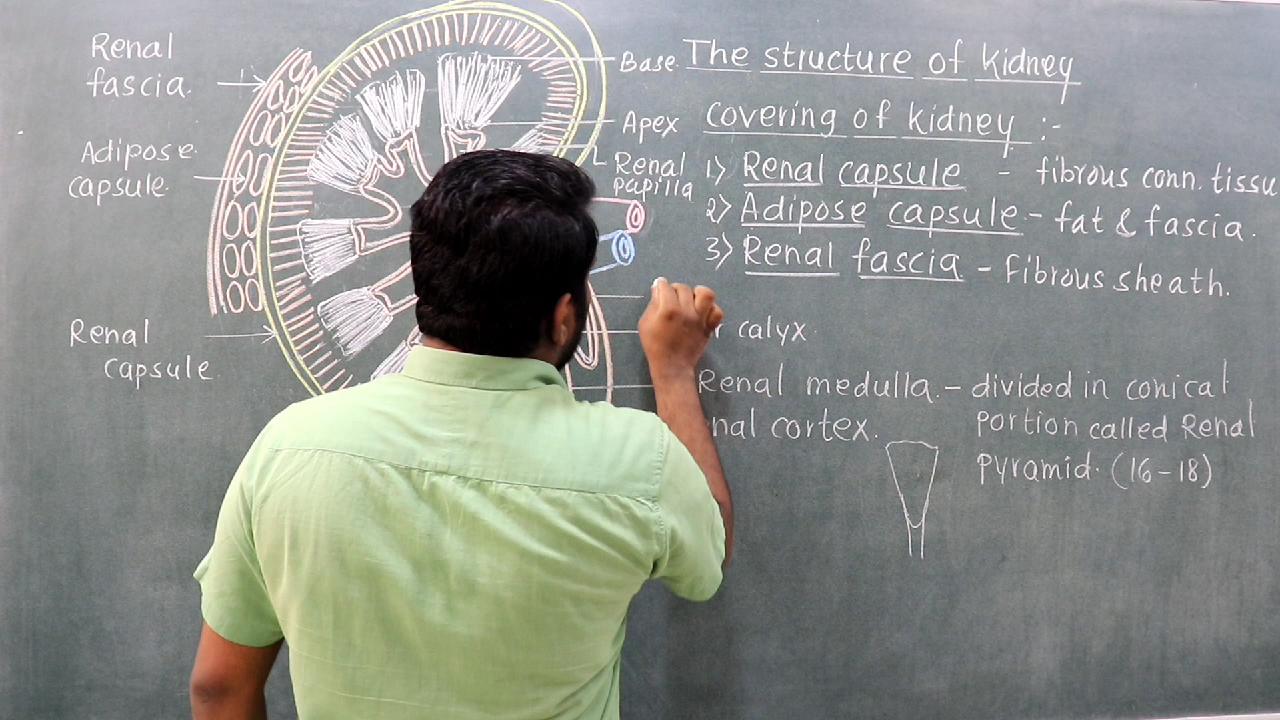 Renal
fascia.
Adipose
capsule.
Renal
capsule
Base.
Apex
Renal
papilla
The structure of kidney
Covering of kidney :-
1) Renal capsule - fibrous conn. tissu
2) Adipose capsule - fat & fascia.
3) Renal fascia - Fibrous sheath.
calyx.
Renal medulla. - divided in conical
portion called Renal
pyramid. (16-18)
nal cortex.